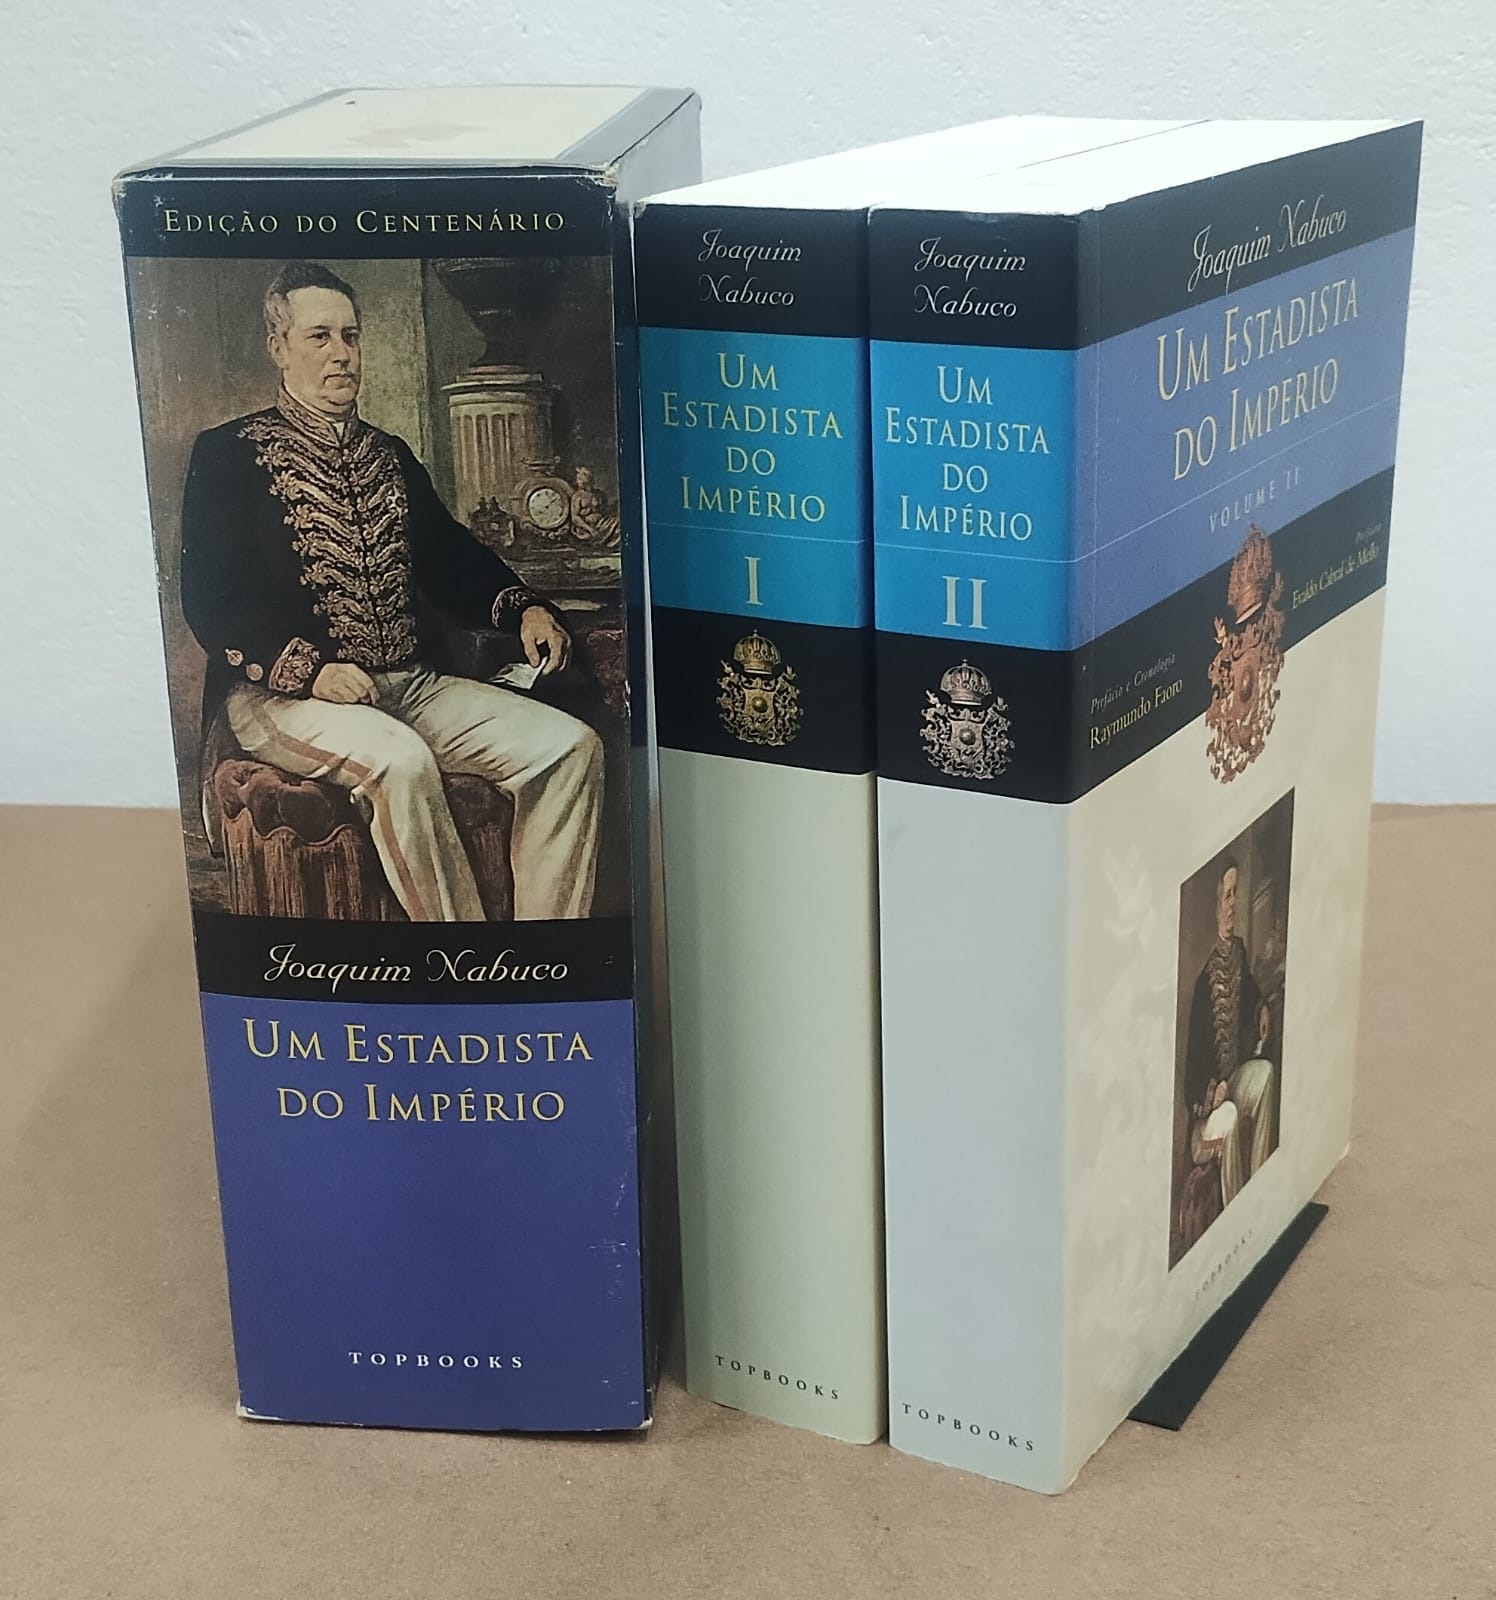 EDIÇÃO DO CENTENÁRIO
Joaquim Nabuco
UM ESTADISTA
DO IMPÉRIO
TOPBOOKS
Joaquim
Nabuco
UM
ESTADISTA
DO
IMPÉRIO
I
TOPBOOKS
Joaquim
Nabuco
UM
ESTADISTA
DO
IMPÉRIO
II
TOPBOOKS
Joaquim Nabuco
UM ESTADISTA
DO IMPÉRIO
VOLUME II
Prefácio e Cronologia
Raymundo Faoro
Posfácio
Evaldo Cabral de Mello
TOPBOOKS